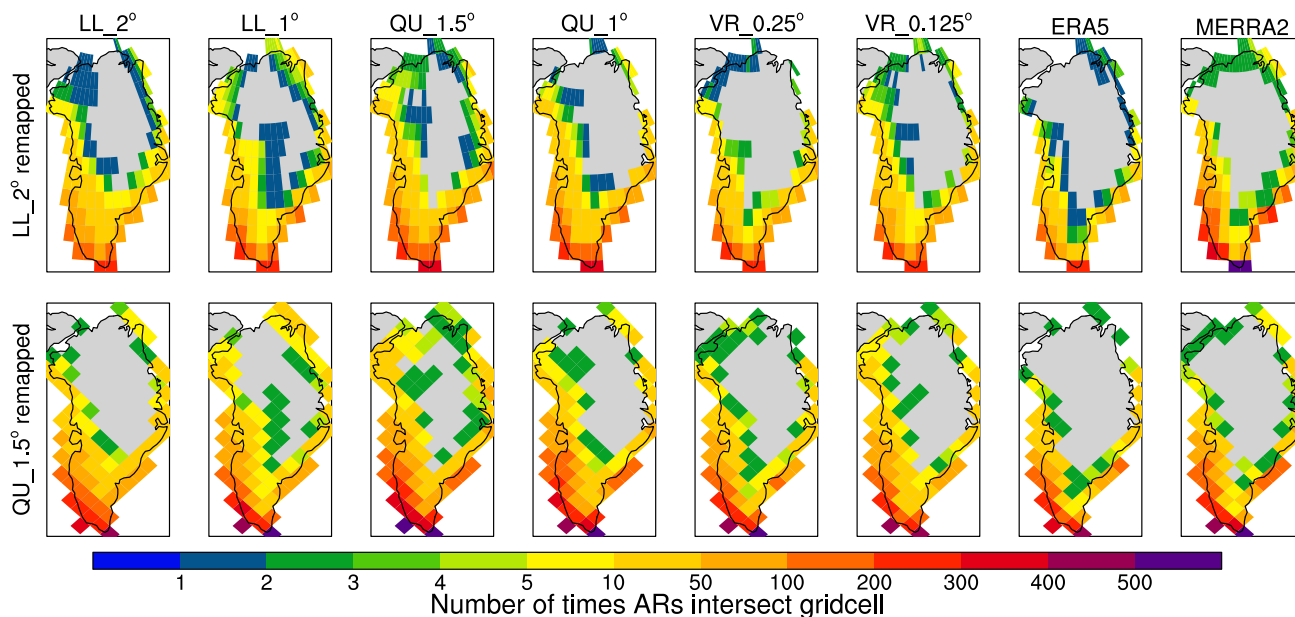 LL_2° LL_1° QU_1.5° QU_1° VR_0.25° VR_0.125° ERA5 MERRA2
LL_2° remapped
QU_1.5° remapped
1 2 3 4 5 10 50 100 200 300 400 500
Number of times ARs intersect gridcell